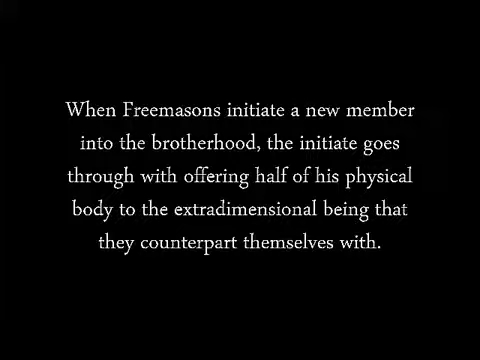 When Freemasons initiate a new member
into the brotherhood, the initiate goes
through with offering half of his physical
body to the extradimensional being that
they counterpart themselves with.